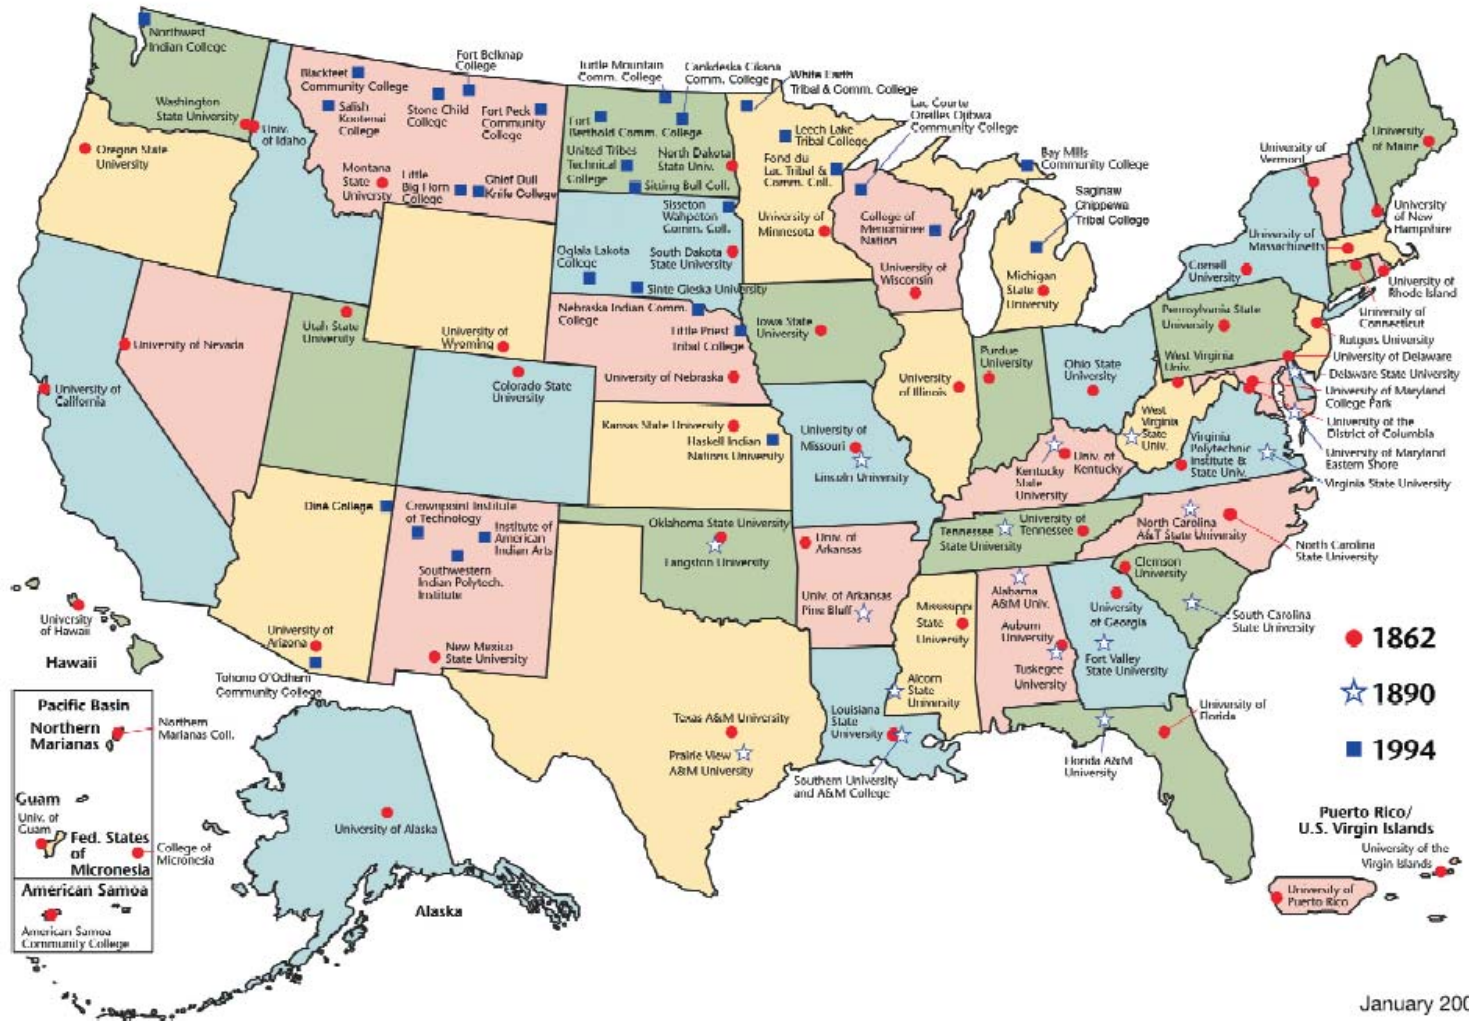 Northwest
Indian College
Washington
State University
Univ.
of Idaho
Oregon State
University
Blackfeet
Community College
Salish
Kootenai
College
Stone Child
College
Fort Belknap
College
Fort Peck
Community
College
Montana
State
University
Little
Big Horn
College
Chief Dull
Knife College
Turtle Mountain
Comm. College
Cankdeska Cikana
Comm. College
Fort
Berthold Comm. College
United Tribes
Technical
College
North Dakota
State Univ.
Sitting Bull Coll.
White Earth
Tribal & Comm. College
Leech Lake
Tribal College
Fond du
Lac Tribal &
Comm. Coll.
Lac Courte
Oreilles Ojibwa
Community College
Bay Mills
Community College
Saginaw
Chippewa
Tribal College
Sisseton
Wahpeton
Comm. Coll.
University of
Minnesota
College of
Menominee
Nation
Oglala Lakota
College
South Dakota
State University
Sinte Gleska University
University of
Wisconsin
Michigan
State
University
University
of Maine
University of
Vermont
University
of New
Hampshire
University of
Massachusetts
Cornell
University
University of
Rhode Island
University of
Connecticut
Rutgers University
Pennsylvania State
University
University of Delaware
Delaware State University
University of Maryland
College Park
University of the
District of Columbia
University of Maryland
Eastern Shore
Virginia State University
West Virginia
Univ.
West
Virginia
State
Univ.
Virginia
Polytechnic
Institute &
State Univ.
Nebraska Indian Comm.
College
Little Priest
Tribal College
University of Nebraska
Iowa State
University
University
of Illinois
Purdue
University
Ohio State
University
Utah State
University
University of
Wyoming
Colorado State
University
University of Nevada
University of
California
Kansas State University
Haskell Indian
Nations University
University of
Missouri
Lincoln University
Kentucky
State
University
Univ. of
Kentucky
Diné College
Crownpoint Institute
of Technology
Institute of
American
Indian Arts
Southwestern
Indian Polytech.
Institute
Oklahoma State University
Langston University
Univ. of
Arkansas
Univ. of Arkansas
Pine Bluff
Tennessee
State University
University of
Tennessee
North Carolina
A&T State University
North Carolina
State University
Clemson
University
South Carolina
State University
University
of Hawaii
Hawaii
University of
Arizona
Tohono O'Odham
Community College
New Mexico
State University
Mississippi
State
University
Alabama
A&M Univ.
Auburn
University
Tuskegee
University
University
of Georgia
Fort Valley
State University
Texas A&M University
Prairie View
A&M University
Louisiana
State
University
Alcorn
State
University
Southern University
and A&M College
Florida A&M
University
University of
Florida
1862
1890
1994
Pacific Basin
Northern
Marianas
Northern
Marianas Coll.
Guam
Univ. of
Guam
Fed. States
of
Micronesia
College of
Micronesia
American Samoa
American Samoa
Community College
University of Alaska
Alaska
Puerto Rico/
U.S. Virgin Islands
University of the
Virgin Islands
University of
Puerto Rico
January 200